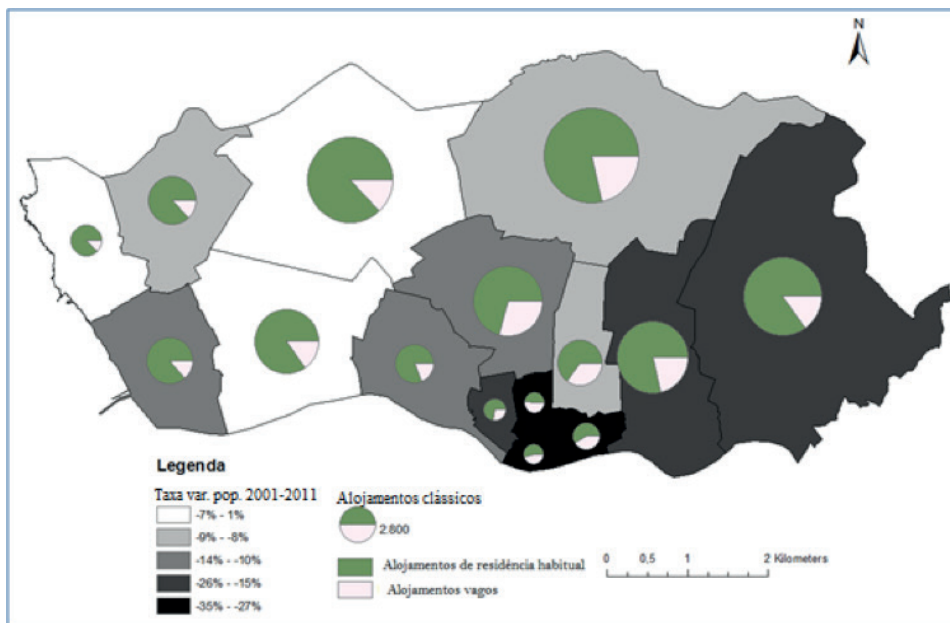 N
Legenda
Taxa var. pop. 2001-2011
-7% - 1%
-9% - -8%
-14% - -10%
-26% - -15%
-35% - -27%
Alojamentos clássicos
2.800
Alojamentos de residência habitual
Alojamentos vagos
0 0,5 1 2 Kilometers